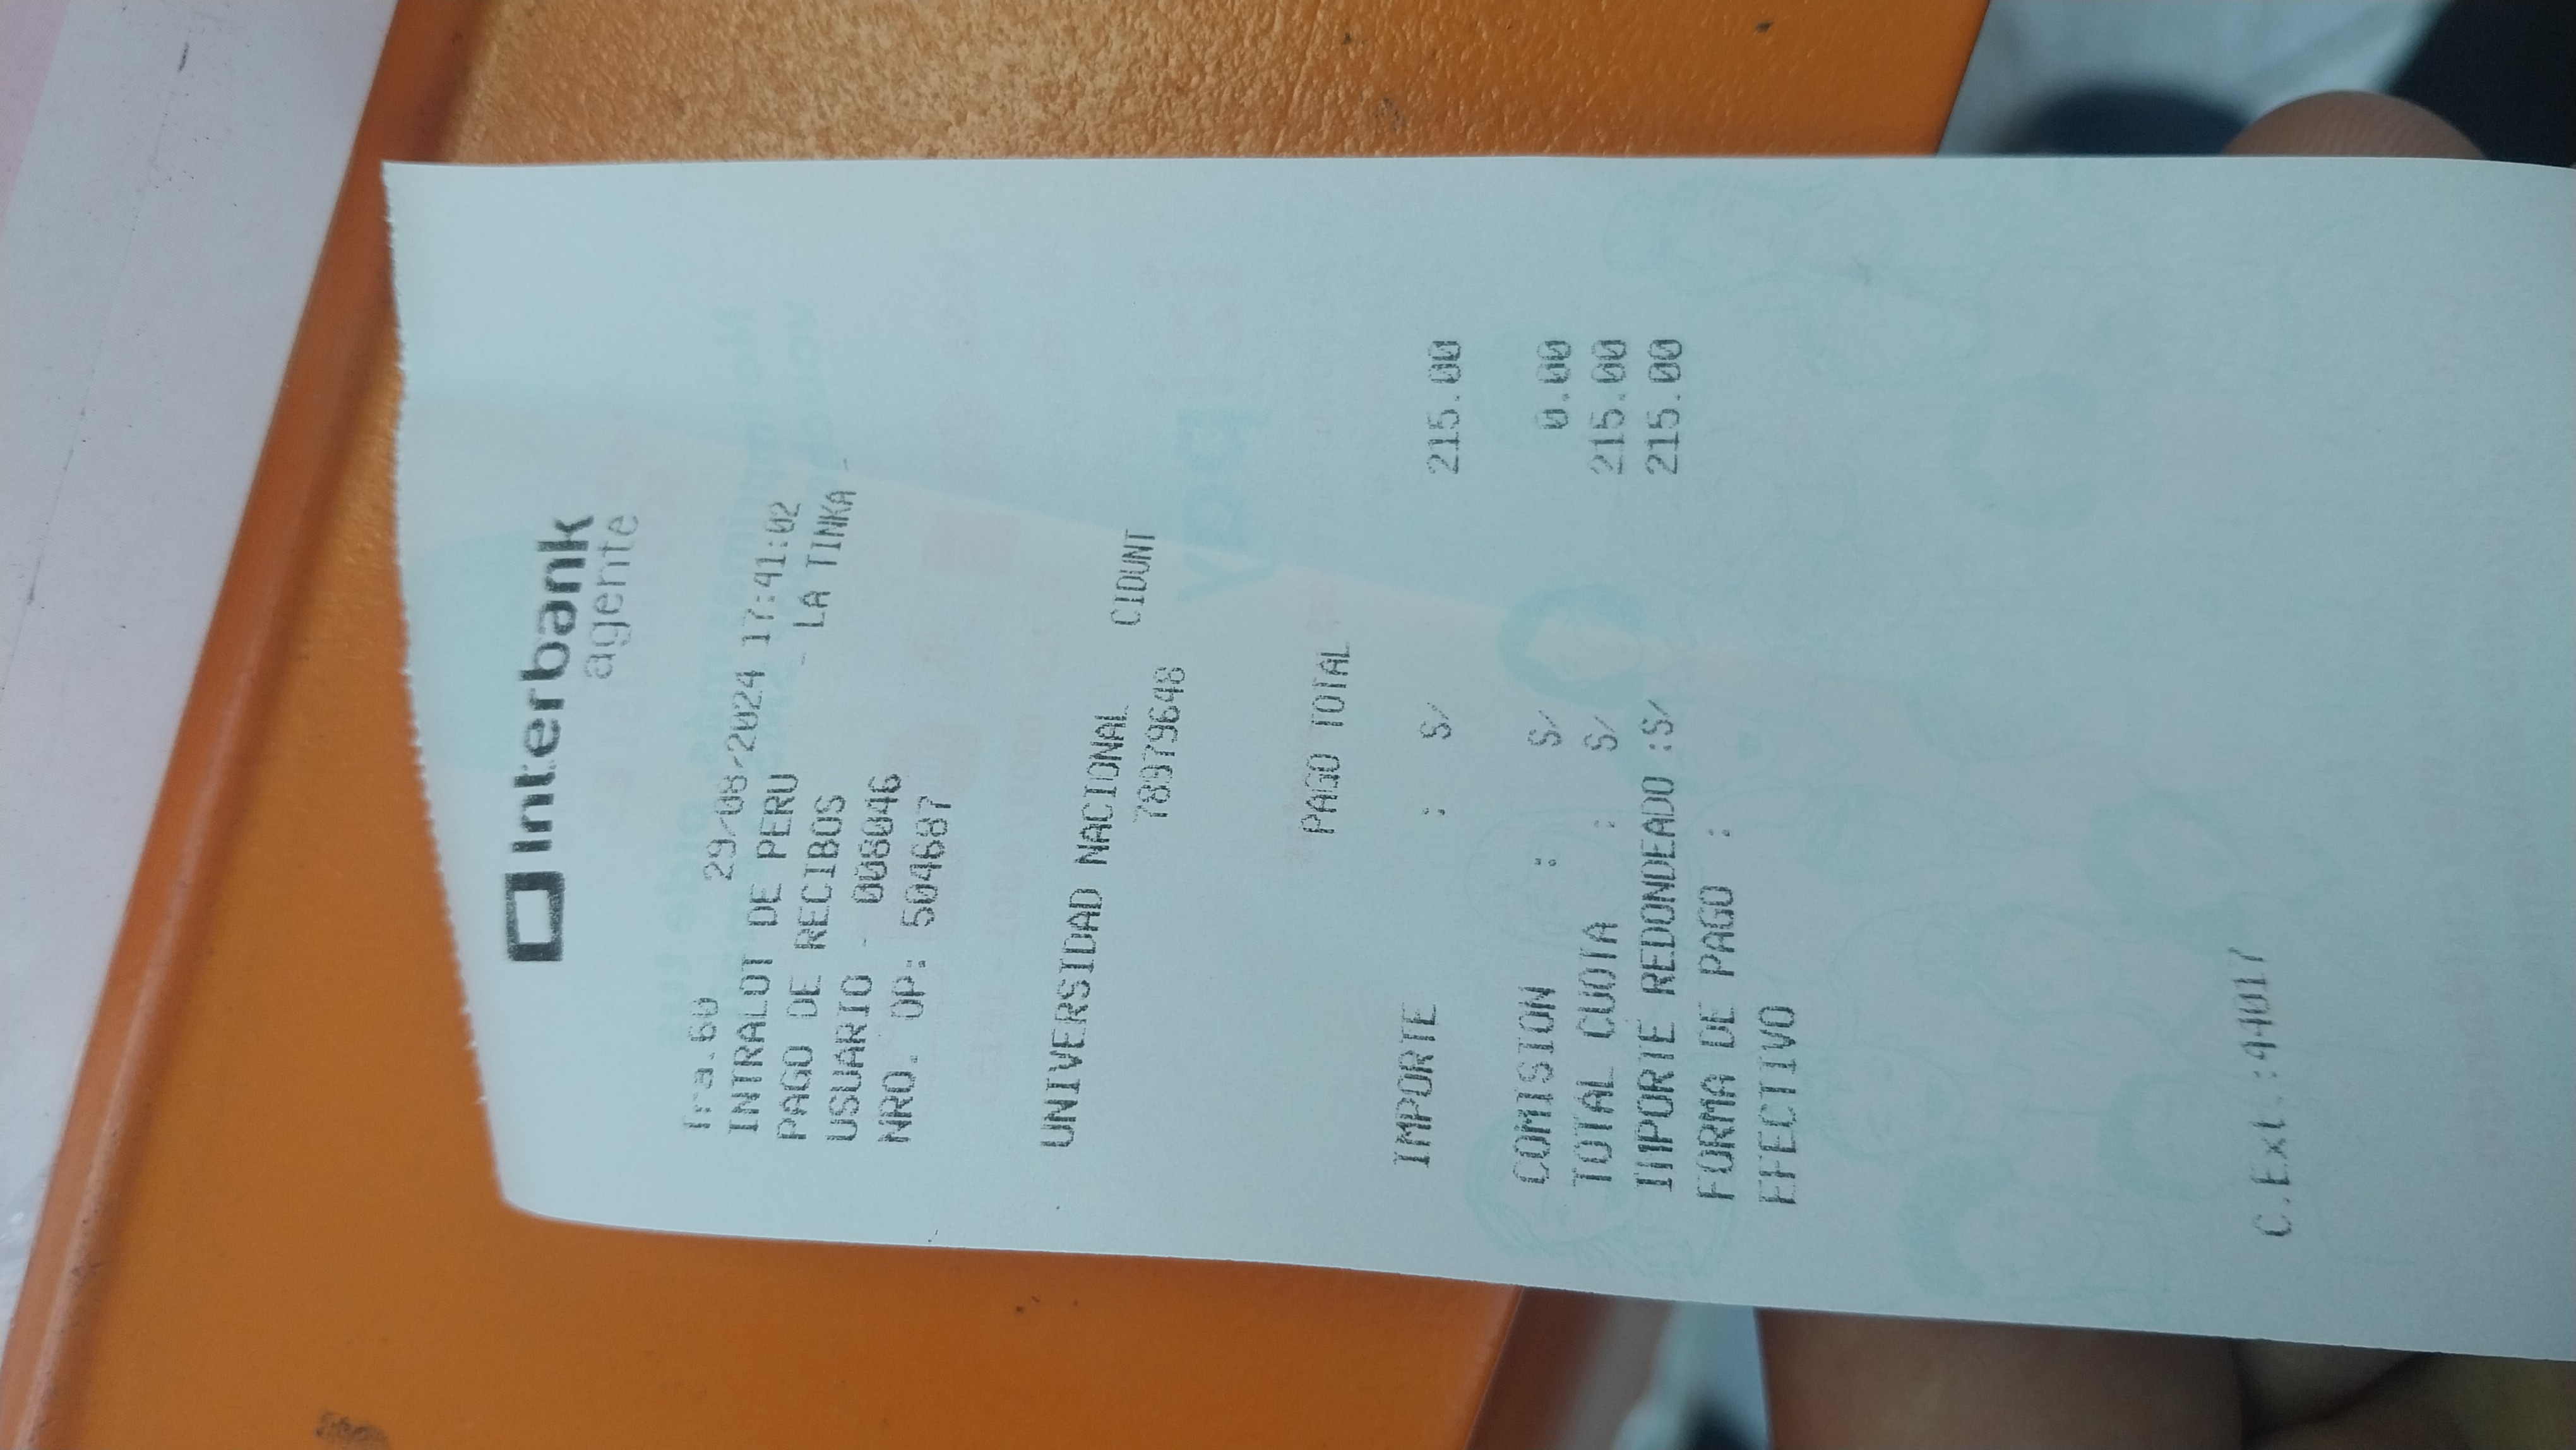 Interbank
agente
Tra.60 29/08/2024 17:41:02
INTRALOT DE PERU - LA TINKA -
PAGO DE RECIBOS
USUARIO - 008046
NRO. OP: 504687
UNIVERSIDAD NACIONAL CIDUNT
78979648
PAGO TOTAL
IMPORTE : S/ 215.00
COMISION : S/ 0.00
TOTAL CUOTA : S/ 215.00
IMPORTE REDONDEADO :S/ 215.00
FORMA DE PAGO :
EFECTIVO
C.Ext.:44017